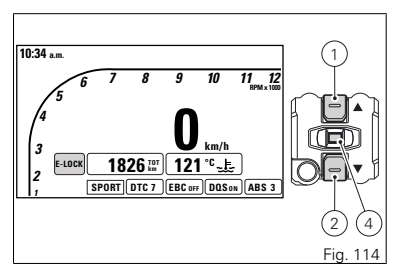 10:34 a.m.
1
6 7 8 9 10 11 12
RPM x 1000
5
4
0
km/h
3
E-LOCK 1826 TOT km 121 °C
2
SPORT DTC 7 EBC OFF DQS ON ABS 3
1
2 4
Fig. 114